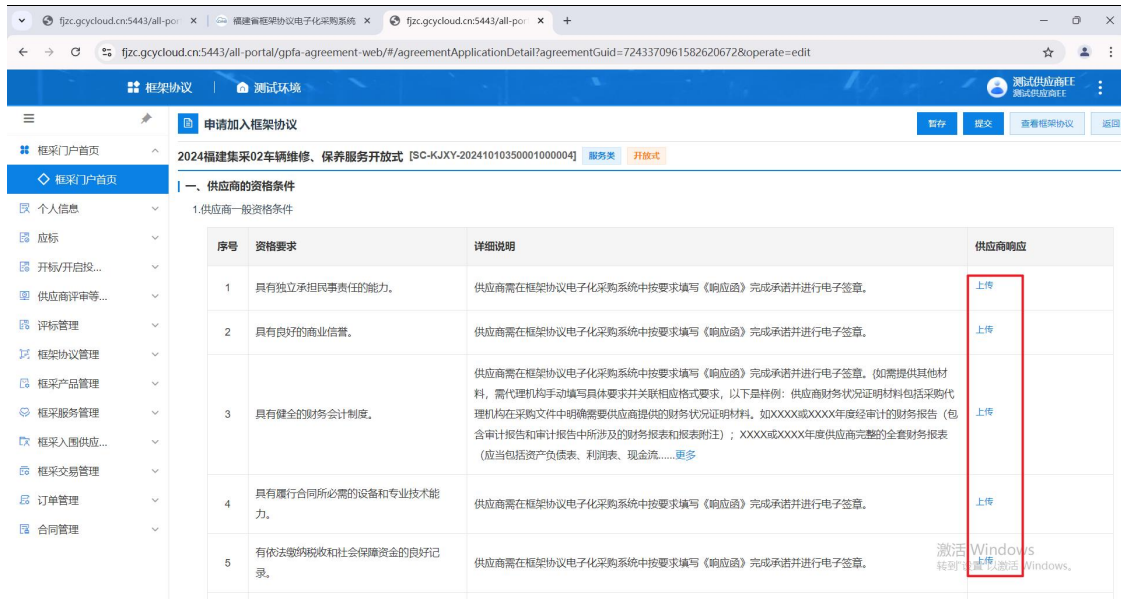 fjzc.gcycloud.cn:5443/all-por
福建省框架协议电子化采购系统
fjzc.gcycloud.cn:5443/all-por
fjzc.gcycloud.cn:5443/all-portal/gpfa-agreement-web/#/agreementApplicationDetail?agreementGuid=724337096158262067​2&operate=edit
框架协议
测试环境
测试供应商EE
测试供应商EE
申请加入框架协议
暂存
提交
查看框架协议
返回
2024福建集采02车辆维修、保养服务开放式 [SC-KJXY-20241010350001000004] 服务类 开放式
框采门户首页
框采门户首页
个人信息
应标
开标/开启投...
供应商评审等...
评标管理
框架协议管理
框采产品管理
框采服务管理
框采入围供应...
框采交易管理
订单管理
合同管理
一、供应商的资格条件
1.供应商一般资格条件
序号 资格要求 详细说明 供应商响应
1 具有独立承担民事责任的能力。 供应商需在框架协议电子化采购系统中按要求填写《响应函》完成承诺并进行电子签章。 上传
2 具有良好的商业信誉。 供应商需在框架协议电子化采购系统中按要求填写《响应函》完成承诺并进行电子签章。 上传
3 具有健全的财务会计制度。
供应商需在框架协议电子化采购系统中按要求填写《响应函》完成承诺并进行电子签章。(如需提供其他材
料，需代理机构手动填写具体要求并关联相应格式要求，以下是样例：供应商财务状况证明材料包括采购代
理机构在采购文件中明确需要供应商提供的财务状况证明材料。如XXXX或XXXX年度经审计的财务报告（包
含审计报告和审计报告中所涉及的财务报表和报表附注）；XXXX或XXXX年度供应商完整的全套财务报表
（应当包括资产负债表、利润表、现金流......更多
上传
4 具有履行合同所必需的设备和专业技术能
力。
供应商需在框架协议电子化采购系统中按要求填写《响应函》完成承诺并进行电子签章。 上传
5 有依法缴纳税收和社会保障资金的良好记
录。
供应商需在框架协议电子化采购系统中按要求填写《响应函》完成承诺并进行电子签章。 上传
激活 Windows
转到"设置"以激活 Windows。